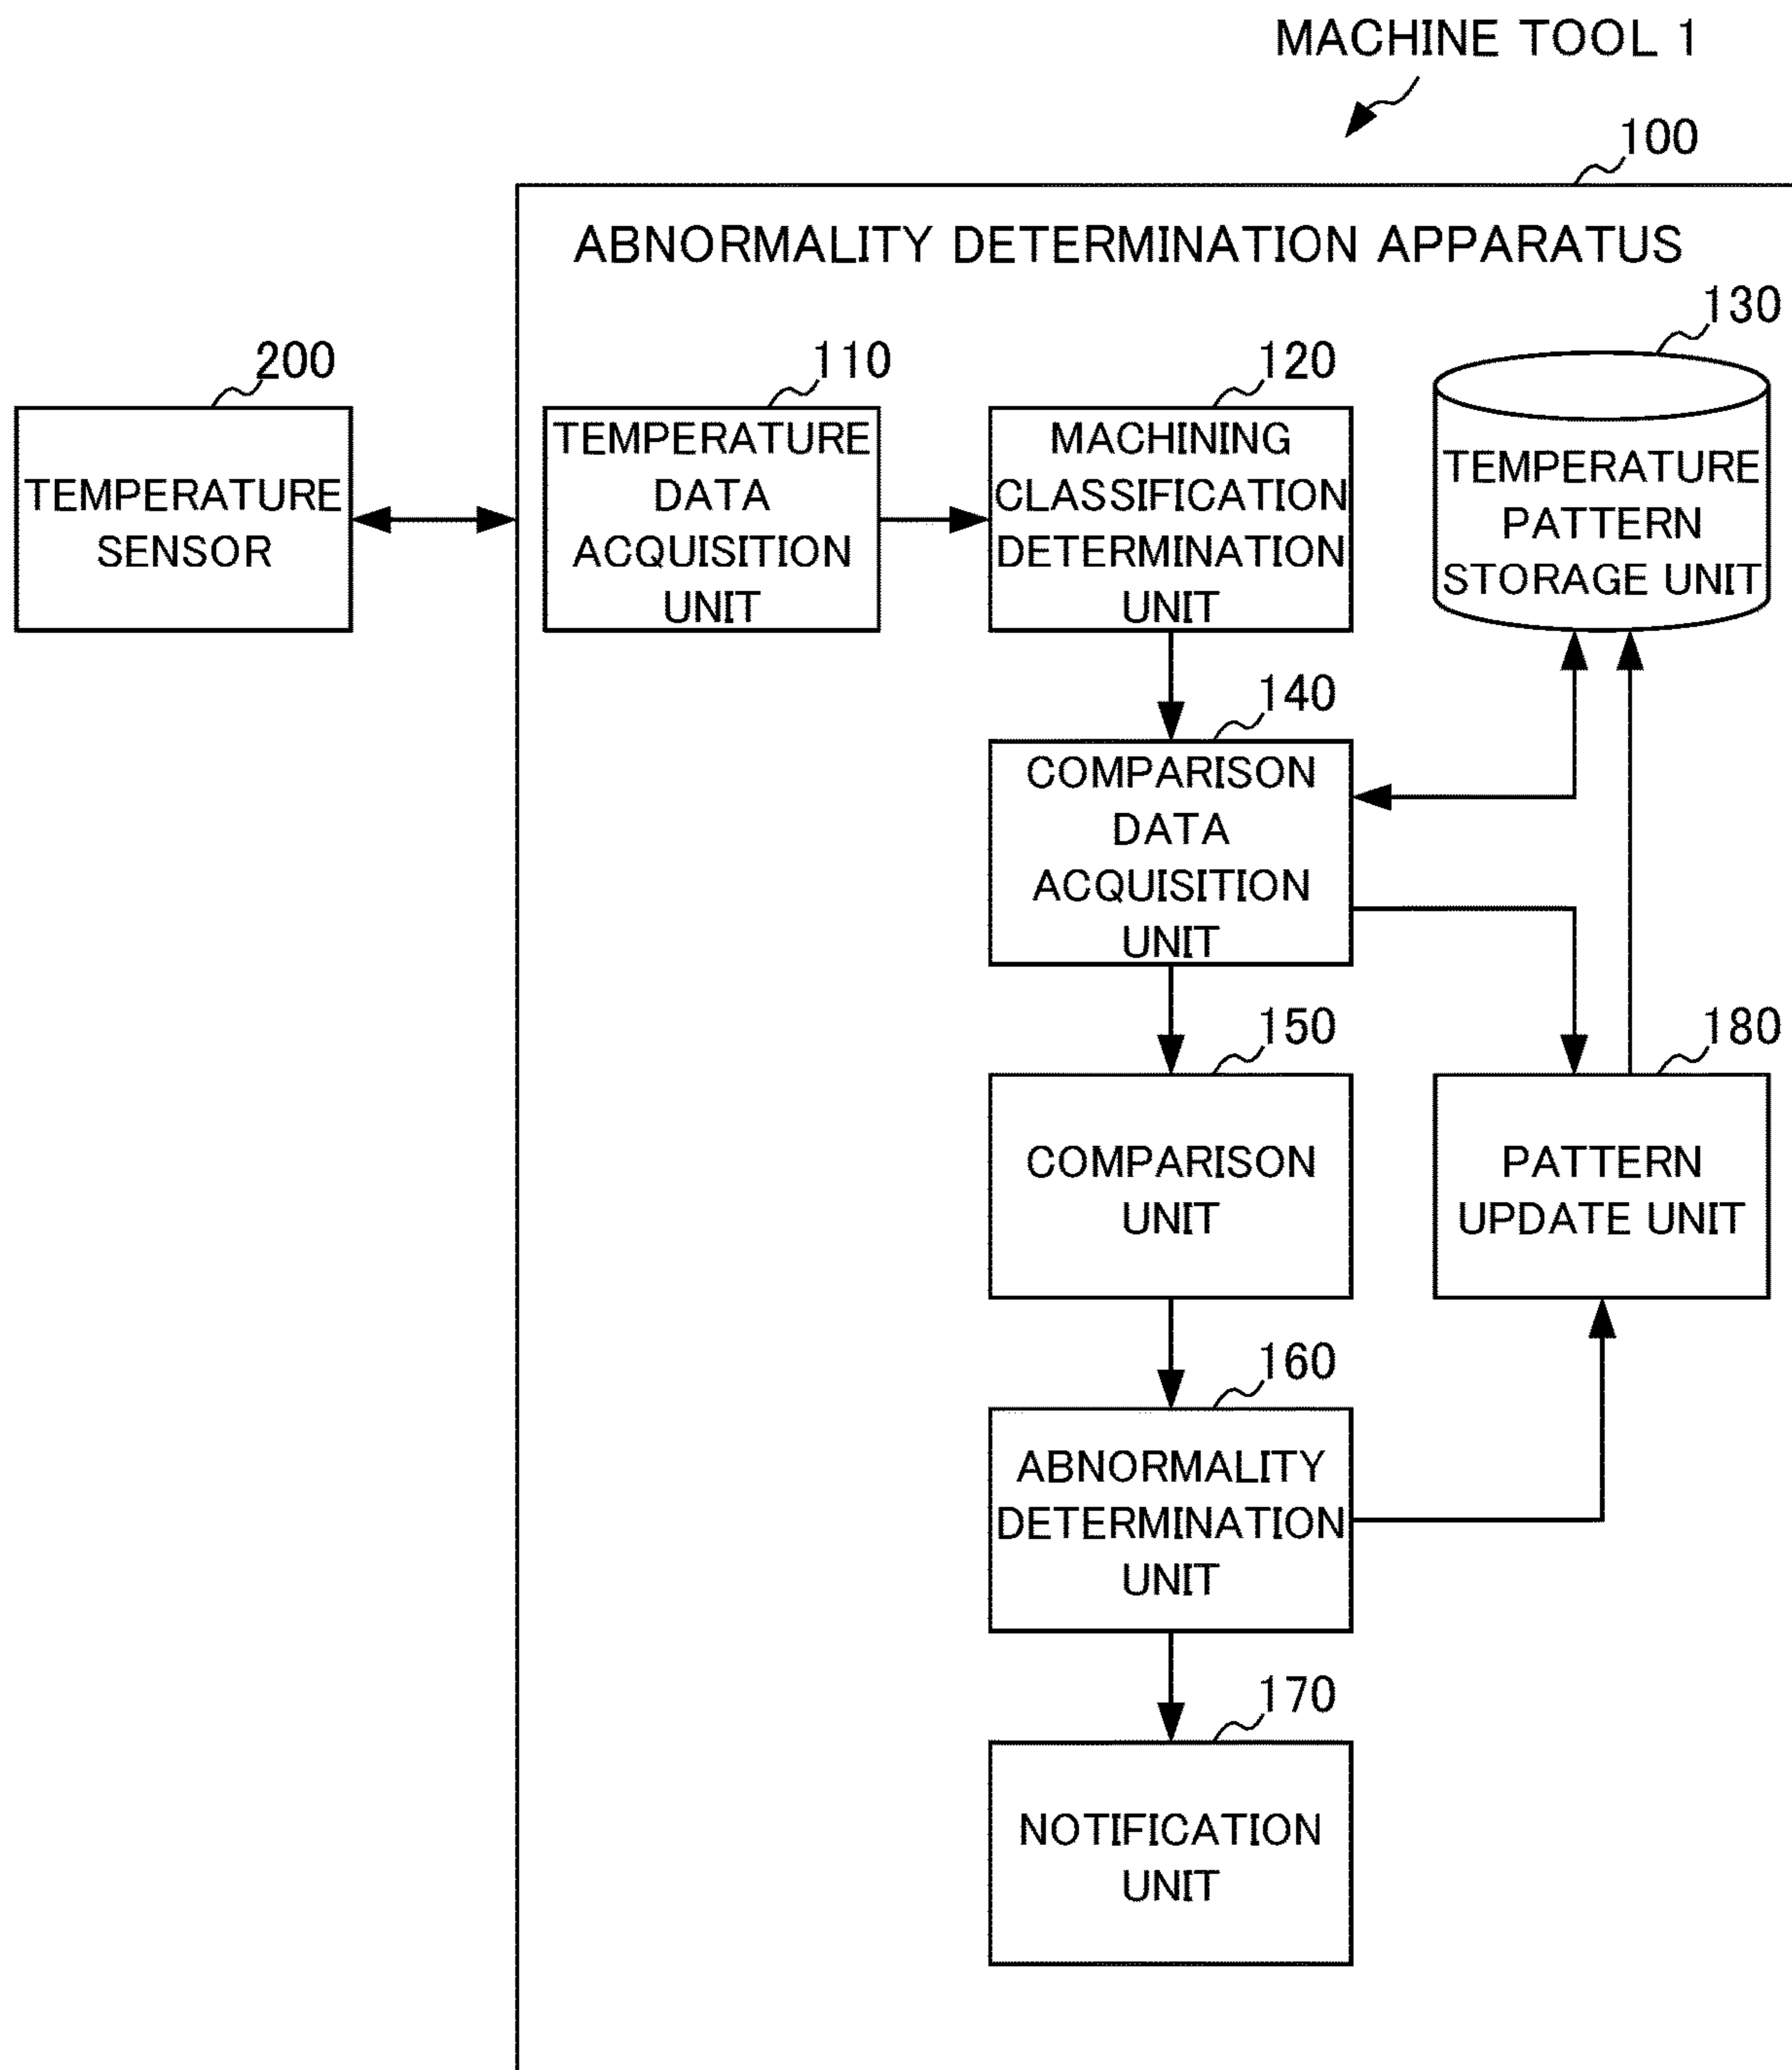 MACHINE TOOL 1
100
ABNORMALITY DETERMINATION APPARATUS
200
TEMPERATURE
SENSOR
110
TEMPERATURE
DATA
ACQUISITION
UNIT
120
MACHINING
CLASSIFICATION
DETERMINATION
UNIT
130
TEMPERATURE
PATTERN
STORAGE UNIT
140
COMPARISON
DATA
ACQUISITION
UNIT
150
COMPARISON
UNIT
180
PATTERN
UPDATE UNIT
160
ABNORMALITY
DETERMINATION
UNIT
170
NOTIFICATION
UNIT